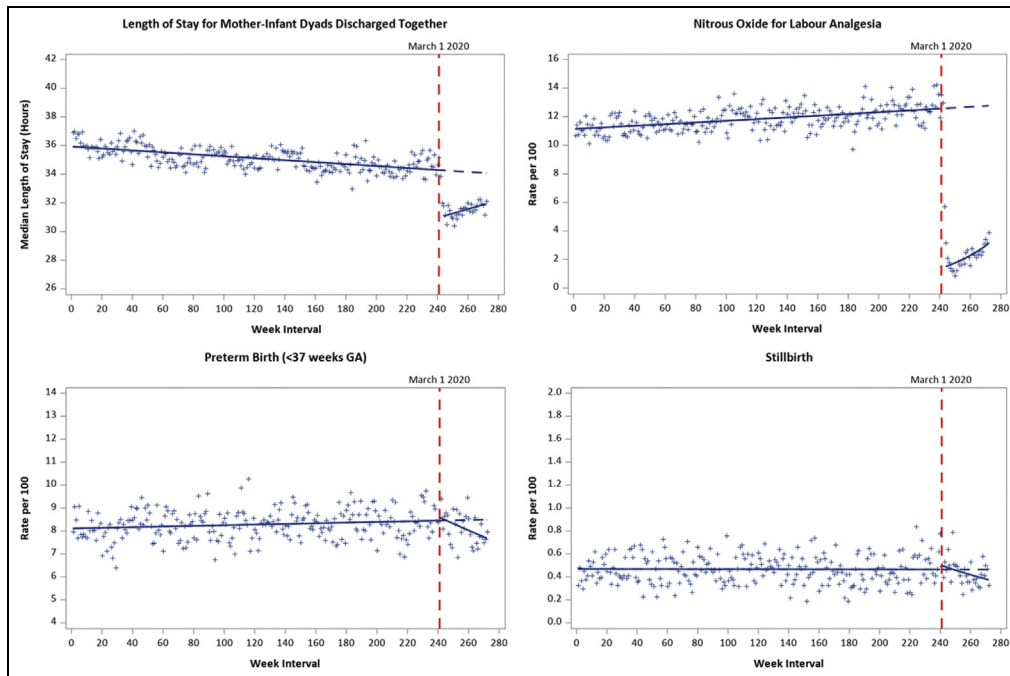 Length of Stay for Mother-Infant Dyads Discharged Together
March 1 2020
Median Length of Stay (Hours)
42
40
38
36
34
32
30
28
26
0 20 40 60 80 100 120 140 160 180 200 220 240 260 280
Week Interval
Nitrous Oxide for Labour Analgesia
March 1 2020
Rate per 100
16
14
12
10
8
6
4
2
0
0 20 40 60 80 100 120 140 160 180 200 220 240 260 280
Week Interval
Preterm Birth (<37 weeks GA)
March 1 2020
Rate per 100
14
13
12
11
10
9
8
7
6
5
4
0 20 40 60 80 100 120 140 160 180 200 220 240 260 280
Week Interval
Stillbirth
March 1 2020
Rate per 100
2.0
1.8
1.6
1.4
1.2
1.0
0.8
0.6
0.4
0.2
0.0
0 20 40 60 80 100 120 140 160 180 200 220 240 260 280
Week Interval